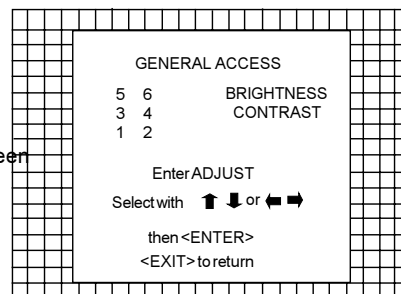 GENERAL ACCESS
5 6 BRIGHTNESS
3 4 CONTRAST
1 2
een
Enter ADJUST
Select with ⬆ ⬇ or ⬅ ➡
then <ENTER>
<EXIT> to return